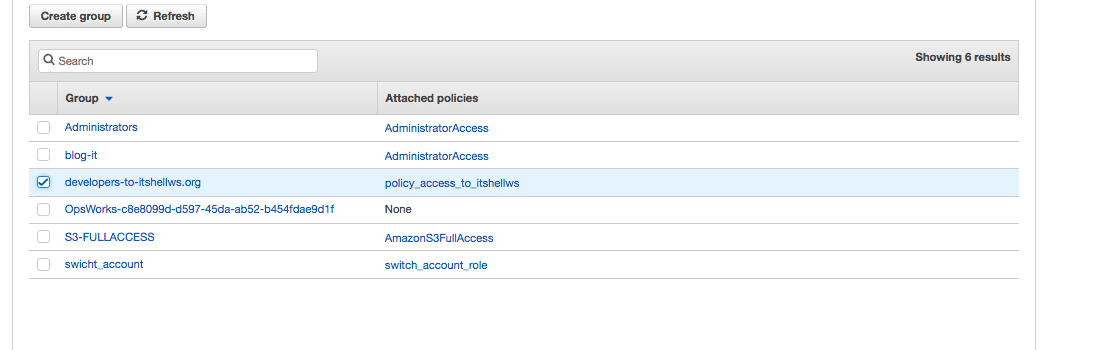 Create group Refresh
Search
Showing 6 results
Group Attached policies
Administrators AdministratorAccess
blog-it AdministratorAccess
developers-to-itshellws.org policy_access_to_itshellws
OpsWorks-c8e8099d-d597-45da-ab52-b454fdae9d1f None
S3-FULLACCESS AmazonS3FullAccess
swicht_account switch_account_role